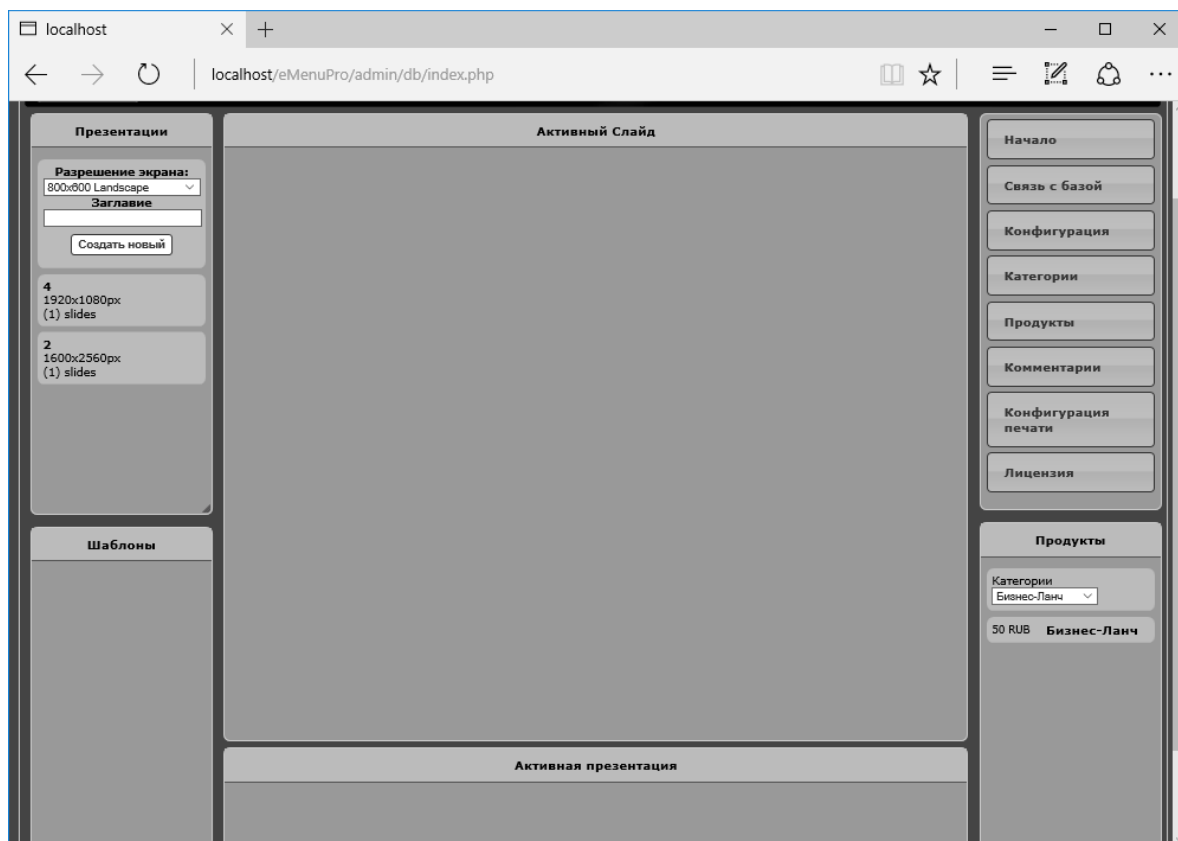 localhost
localhost/eMenuPro/admin/db/index.php
Презентации
Разрешение экрана:
800x600 Landscape
Заглавие
Создать новый
4
1920x1080px
(1) slides
2
1600x2560px
(1) slides
Шаблоны
Активный Слайд
Активная презентация
Начало
Связь с базой
Конфигурация
Категории
Продукты
Комментарии
Конфигурация
печати
Лицензия
Продукты
Категории
Бизнес-Ланч
50 RUB Бизнес-Ланч